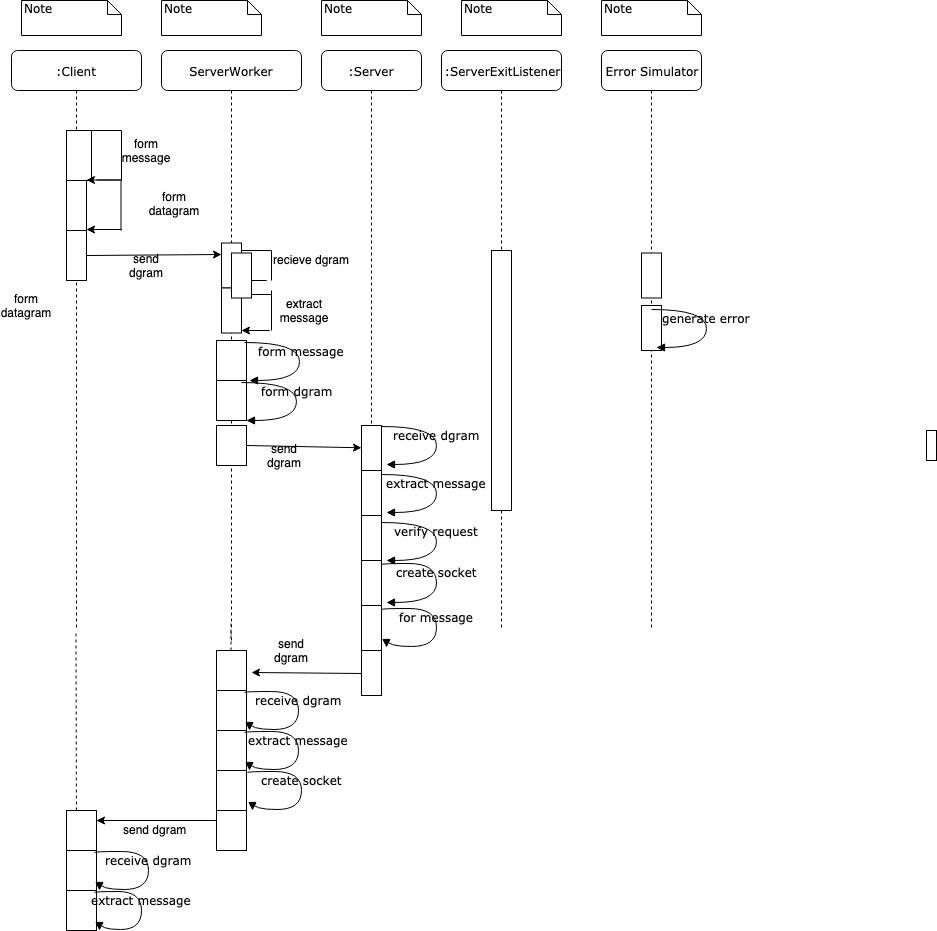 Note
Note
Note
Note
Note
:Client
ServerWorker
:Server
:ServerExitListener
Error Simulator
form
message
form
datagram
send
dgram
recieve dgram
form
datagram
extract
message
generate error
form message
form dgram
send
dgram
receive dgram
extract message
verify request
create socket
for message
send
dgram
receive dgram
extract message
create socket
send dgram
receive dgram
extract message